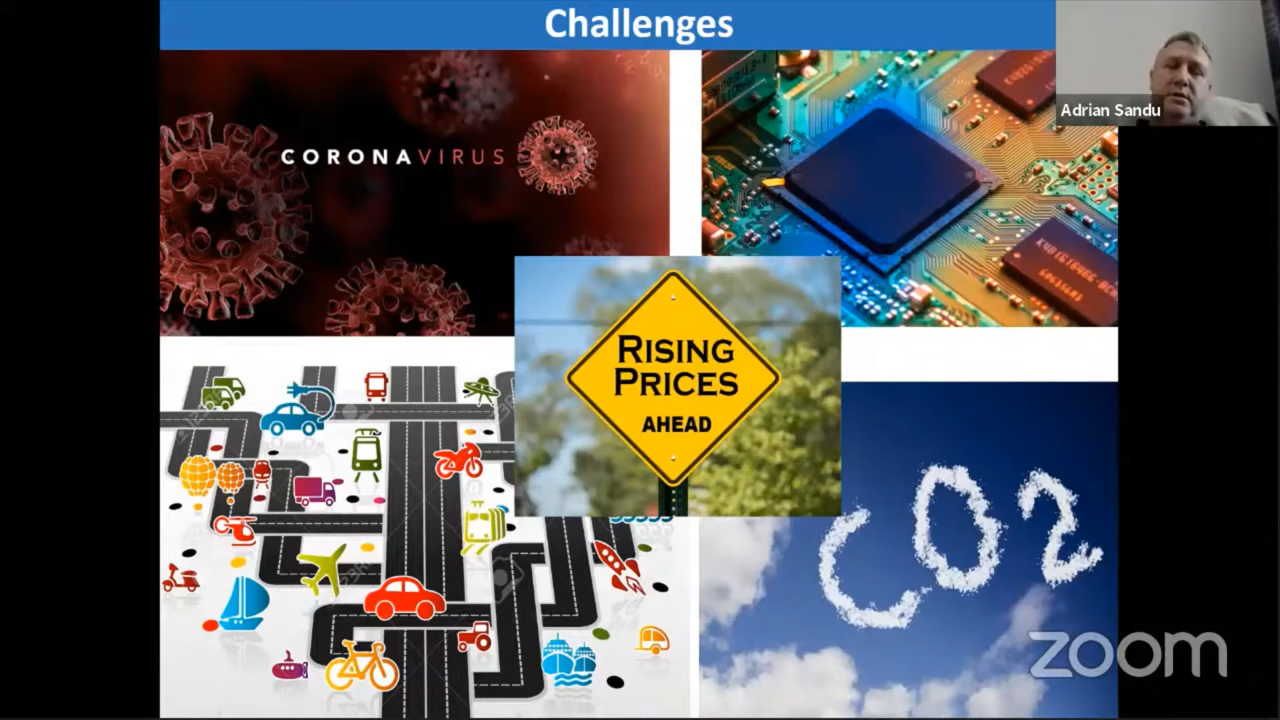 Challenges
Adrian Sandu
CORONAVIRUS
RISING
PRICES
AHEAD
CO2
zoom